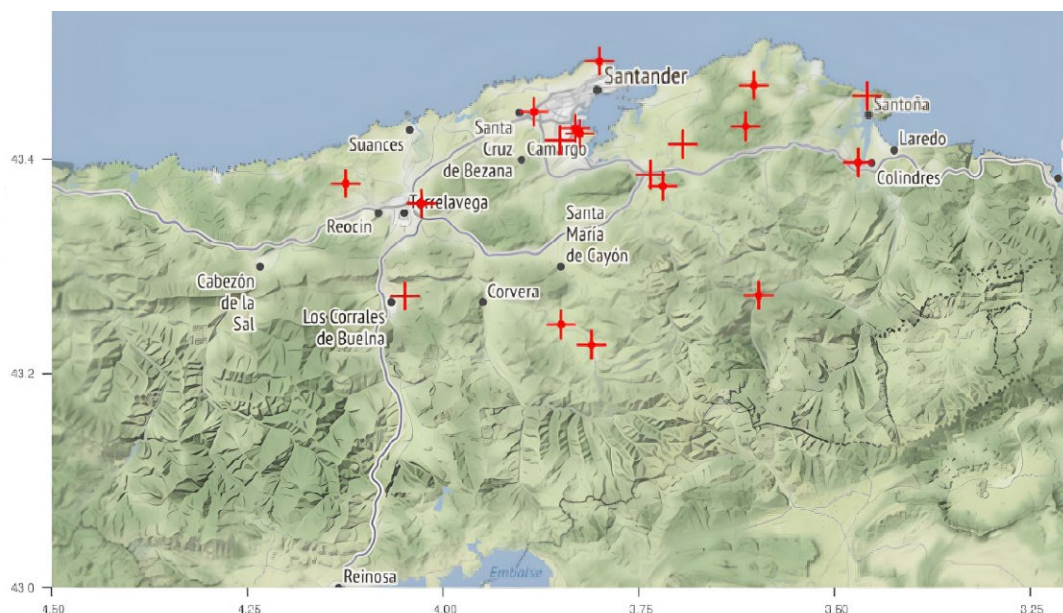 Santander
Santoña
43.4
Suances
Santa
Cruz
de Bezana
Camargo
Laredo
Colindres
Torrelavega
Reocín
Santa
María
de Cayón
Cabezón
de la
Sal
Corvera
Los Corrales
de Buelna
43.2
Reinosa
Embalse
43.0
4.50
4.25
4.00
3.75
3.50
3.25